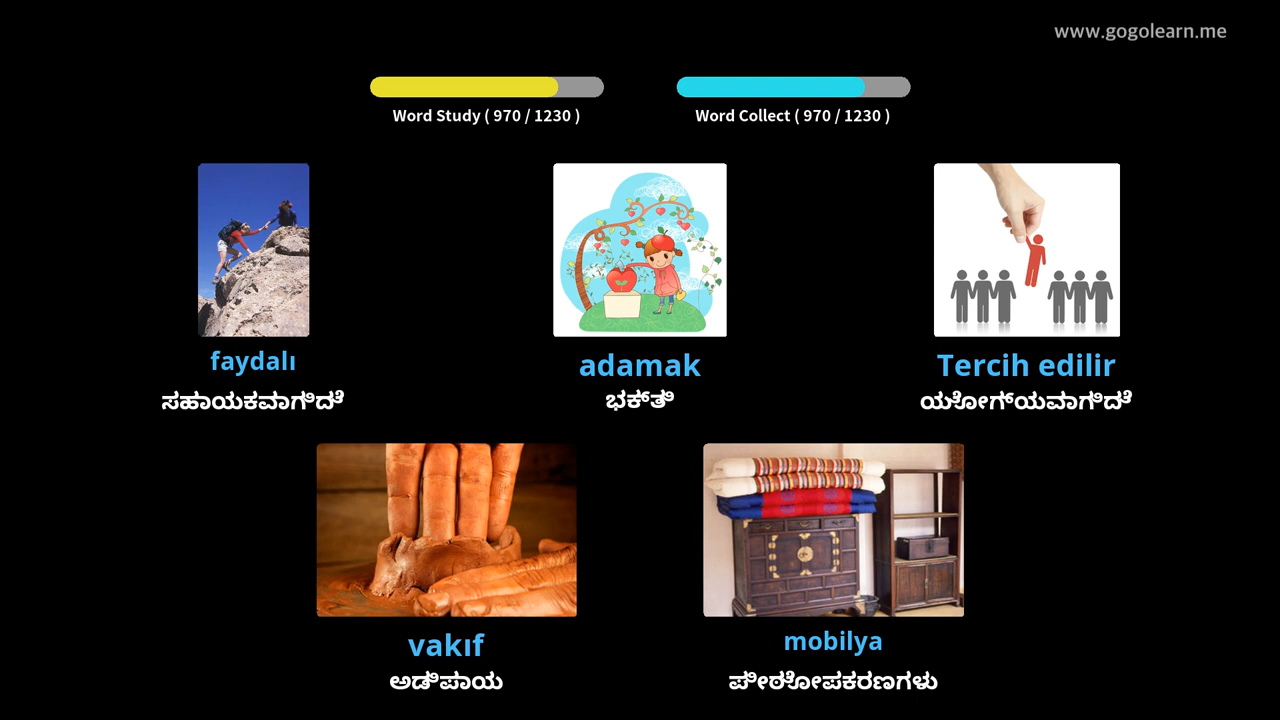 www.gogolearn.me
Word Study ( 970 / 1230 )
Word Collect ( 970 / 1230 )
faydalı
adamak
Tercih edilir
ಸಹಾಯಕವಾಗಿದೆ
ಭಕ್ತಿ
ಯೋಗ್ಯವಾಗಿದೆ
vakıf
mobilya
ಅಡಿಪಾಯ
ಪೀಠೋಪಕರಣಗಳು